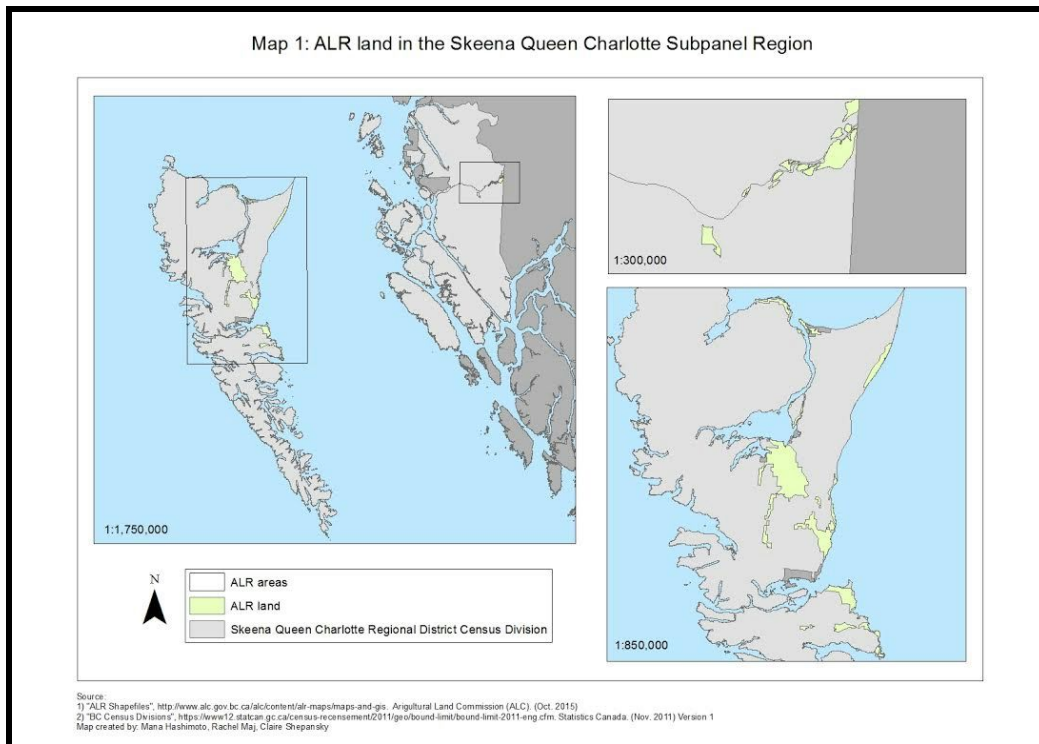 Map 1: ALR land in the Skeena Queen Charlotte Subpanel Region
1:1,750,000
1:300,000
1:850,000
N
ALR areas
ALR land
Skeena Queen Charlotte Regional District Census Division
Source:
1) "ALR Shapefiles", http://www.alc.gov.bc.ca/alc/content/alr-maps/maps-and-gis. Arigultural Land Commission (ALC). (Oct. 2015)
2) "BC Census Divisions", https://www12.statcan.gc.ca/census-recensement/2011/geo/bound-limit/bound-limit-2011-eng.cfm. Statistics Canada. (Nov. 2011) Version 1
Map created by: Mana Hashimoto, Rachel Maj, Claire Shepansky